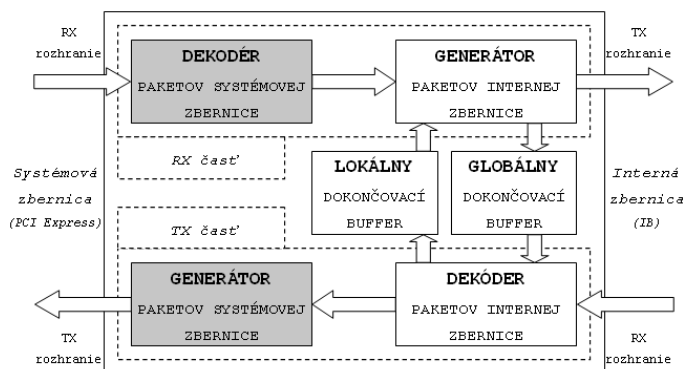 RX
rozhranie
DEKODÉR
PAKETOV SYSTÉMOVEJ
ZBERNICE
GENERÁTOR
PAKETOV INTERNEJ
ZBERNICE
TX
rozhranie
RX časť
Systémová
zbernica
(PCI Express)
LOKÁLNY
DOKONČOVACÍ
BUFFER
GLOBÁLNY
DOKONČOVACÍ
BUFFER
Interná
zbernica
(IB)
TX časť
GENERÁTOR
PAKETOV SYSTÉMOVEJ
ZBERNICE
DEKÓDER
PAKETOV INTERNEJ
ZBERNICE
TX
rozhranie
RX
rozhranie